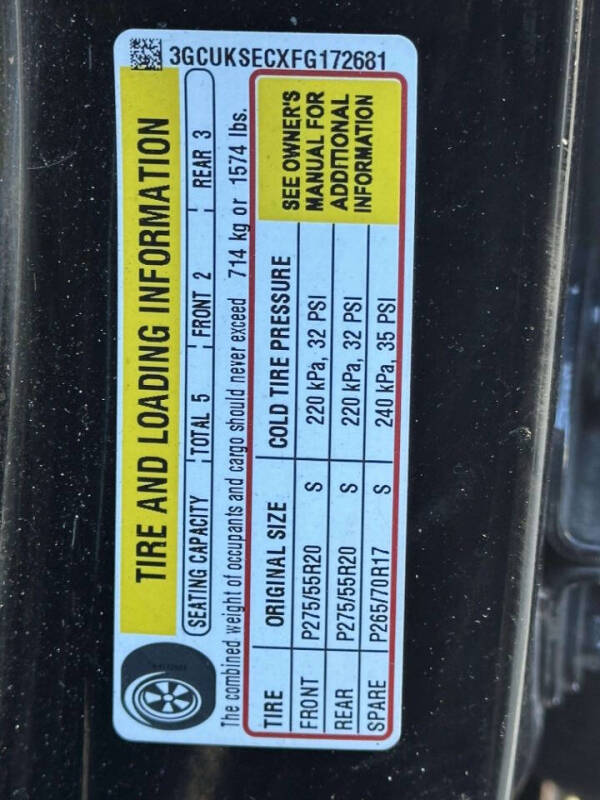 3GCUKSECXFG172681
TIRE AND LOADING INFORMATION
SEATING CAPACITY TOTAL 5 FRONT 2 REAR 3
The combined weight of occupants and cargo should never exceed 714 kg or 1574 lbs.
TIRE ORIGINAL SIZE COLD TIRE PRESSURE
FRONT P275/55R20 S 220 kPa, 32 PSI
REAR P275/55R20 S 220 kPa, 32 PSI
SPARE P265/70R17 S 240 kPa, 35 PSI
SEE OWNER'S
MANUAL FOR
ADDITIONAL
INFORMATION